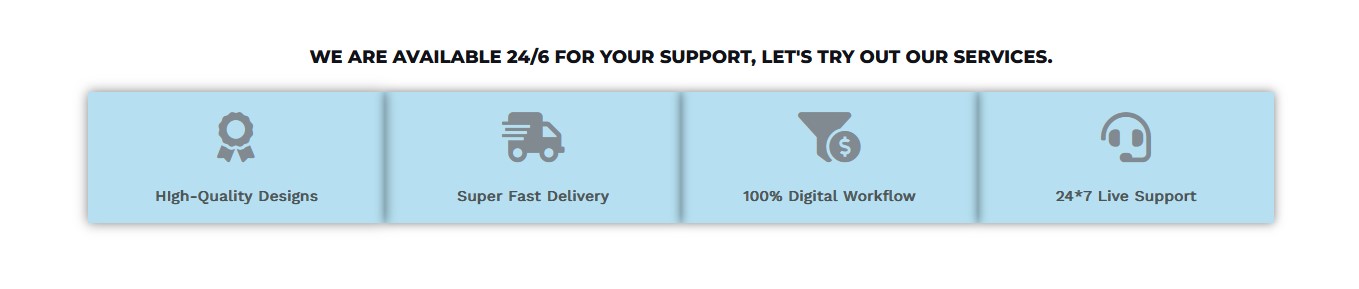 WE ARE AVAILABLE 24/6 FOR YOUR SUPPORT, LET'S TRY OUT OUR SERVICES.
$
HIgh-Quality Designs
Super Fast Delivery
100% Digital Workflow
24*7 Live Support